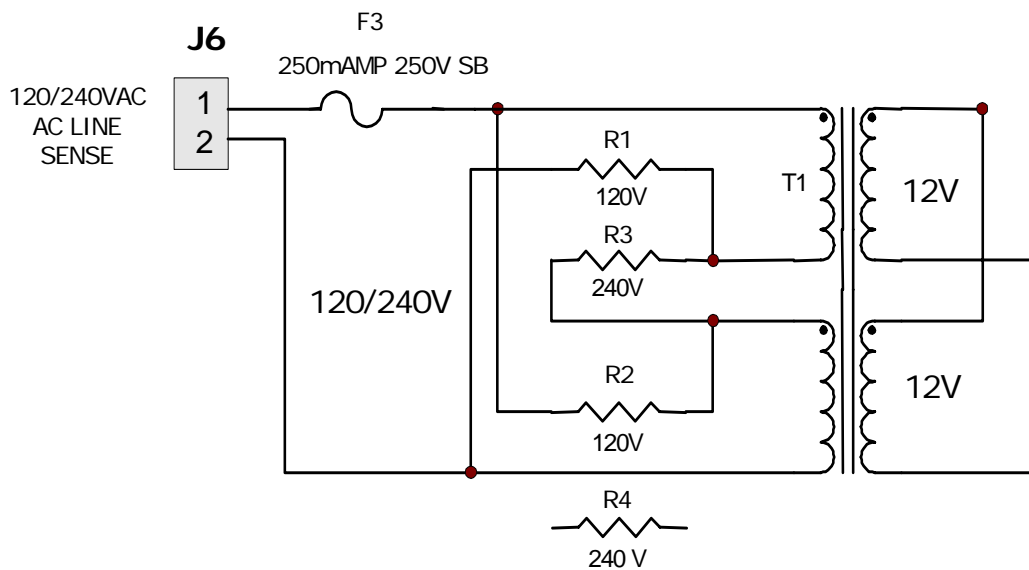 F3
J6
250mAMP 250V SB
120/240VAC
AC LINE
SENSE
1
2
R1
120V
T1
12V
R3
240V
120/240V
R2
120V
12V
R4
240 V